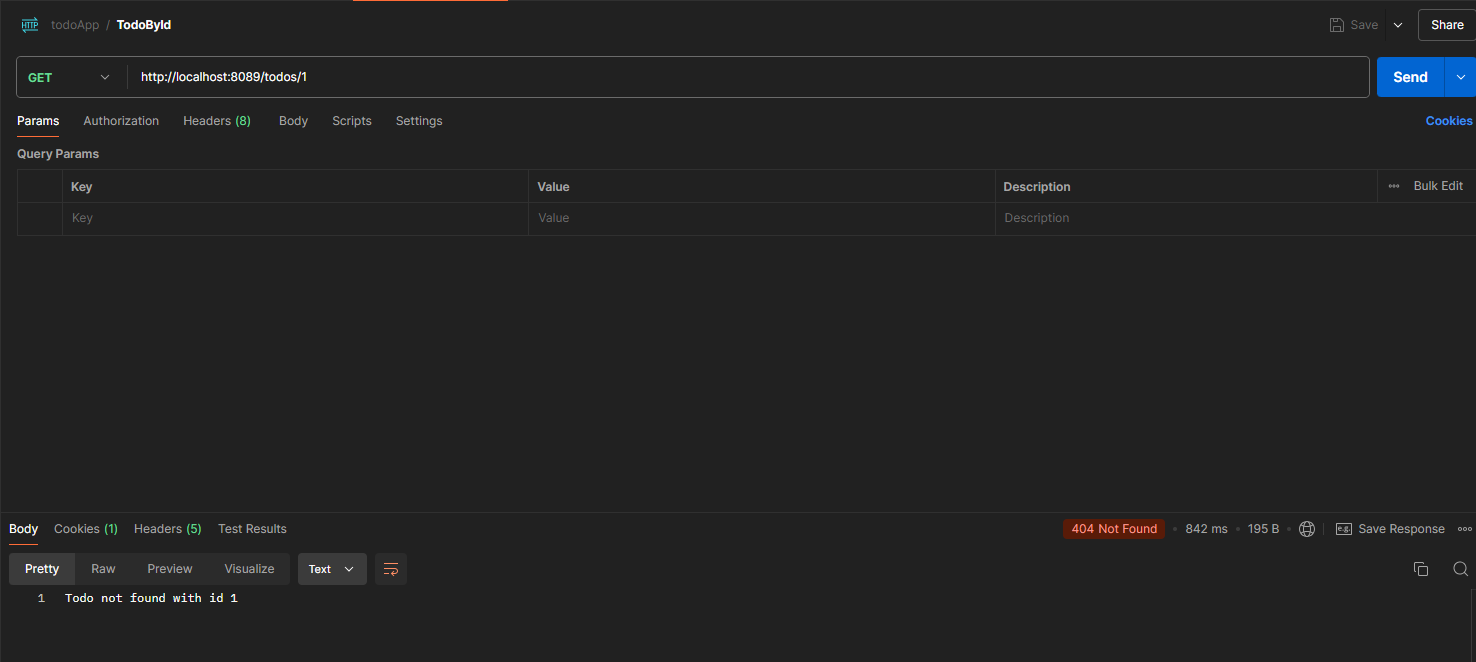 HTTP todoApp / TodoById Save Share
GET http://localhost:8089/todos/1 Send
Params Authorization Headers (8) Body Scripts Settings Cookies
Query Params
Key Value Description Bulk Edit
Key Value Description
Body Cookies (1) Headers (5) Test Results 404 Not Found 842 ms 195 B e.g. Save Response
Pretty Raw Preview Visualize Text
1 Todo not found with id 1